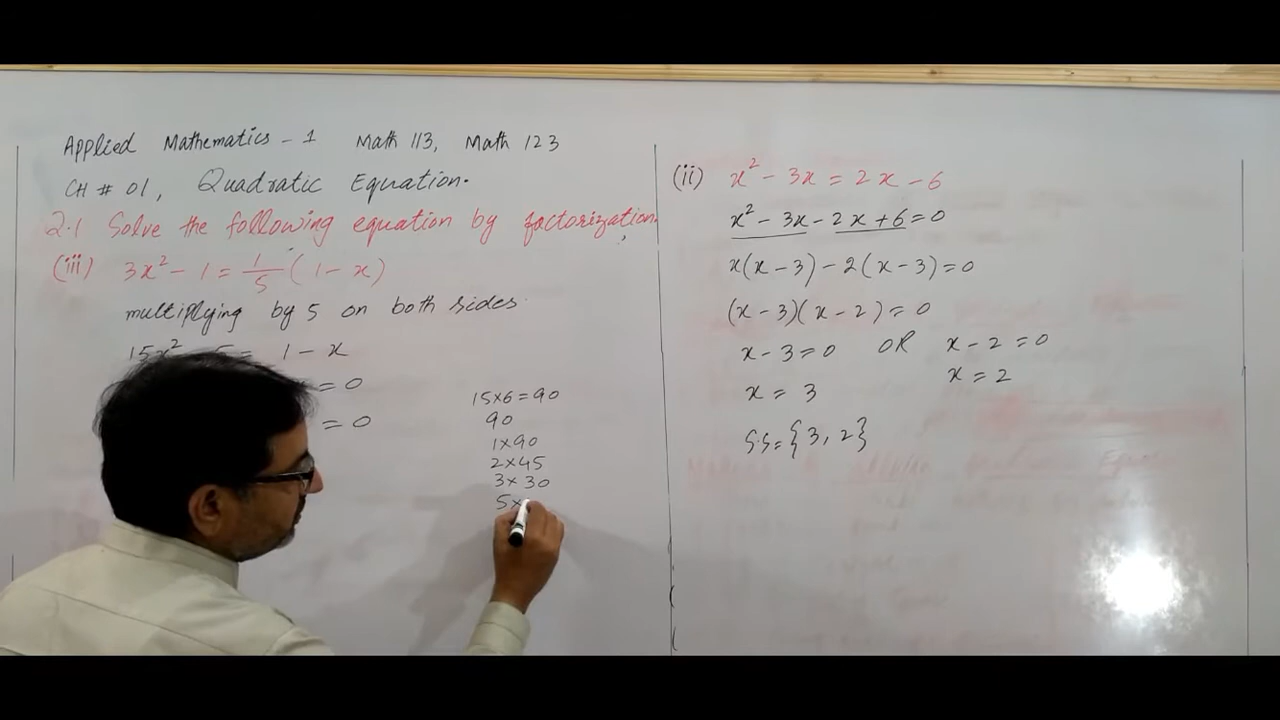 Applied Mathematics - 1 Math 113, Math 123
CH # 01, Quadratic Equation.
2.1 Solve the following equation by factorization.
(iii) 3x² - 1 = 1/5 ( 1 - x )
multiplying by 5 on both sides
15x² - 5 = 1 - x
= 0
= 0
15×6 = 90
90
1×90
2×45
3×30
5×
(ii) x² - 3x = 2x - 6
x² - 3x - 2x + 6 = 0
x(x - 3) - 2(x - 3) = 0
(x - 3)(x - 2) = 0
x - 3 = 0 OR x - 2 = 0
x = 3 x = 2
S.S = {3, 2}